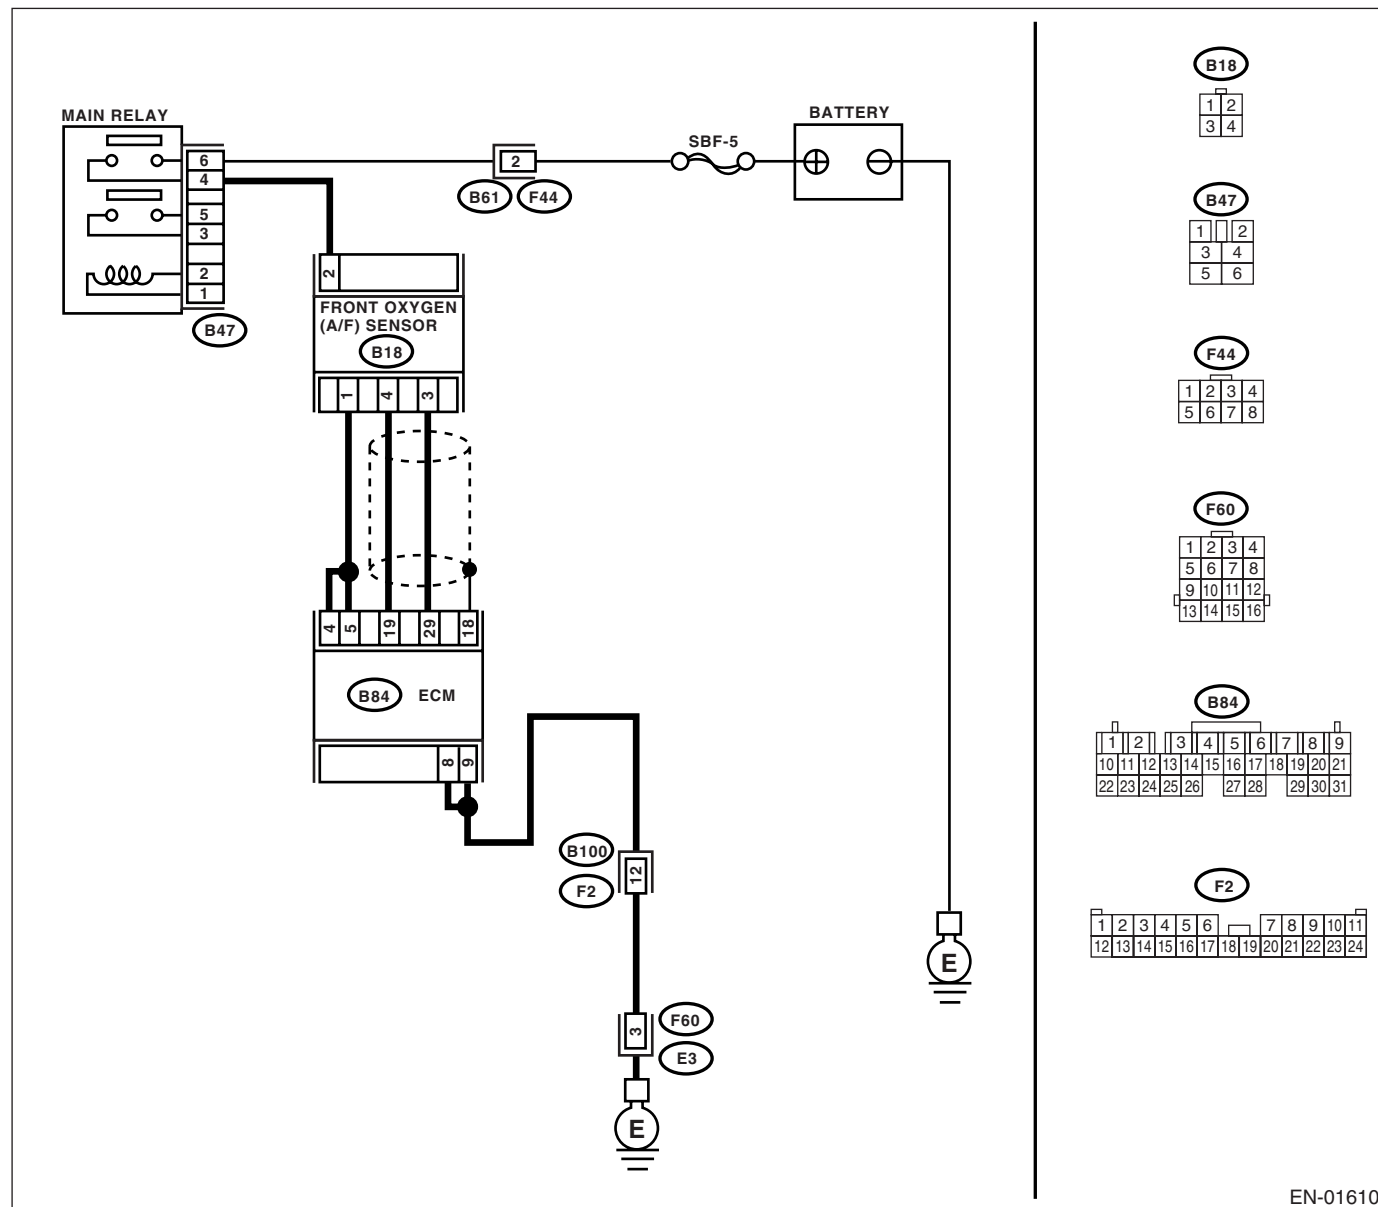 MAIN RELAY
6
4
5
3
2
1
B47
2
B61 F44
SBF-5
BATTERY
2
FRONT OXYGEN
(A/F) SENSOR
B18
1 4 3
4 5 19 29 18
B84 ECM
8 9
B100
F2
12
3
F60
E3
E
E
B18
1 2
3 4
B47
1 2
3 4
5 6
F44
1 2 3 4
5 6 7 8
F60
1 2 3 4
5 6 7 8
9 10 11 12
13 14 15 16
B84
1 2 3 4 5 6 7 8 9
10 11 12 13 14 15 16 17 18 19 20 21
22 23 24 25 26 27 28 29 30 31
F2
1 2 3 4 5 6 7 8 9 10 11
12 13 14 15 16 17 18 19 20 21 22 23 24
EN-01610